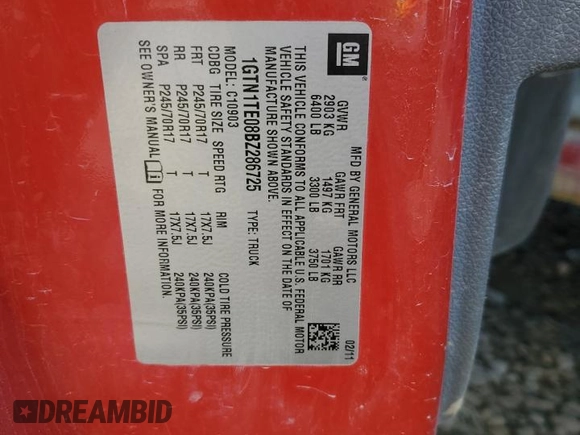 GM
®
MFD BY GENERAL MOTORS LLC 02/11
GVWR GAWR FRT GAWR RR
2903 KG 1497 KG 1701 KG
6400 LB 3300 LB 3750 LB
THIS VEHICLE CONFORMS TO ALL APPLICABLE U.S. FEDERAL MOTOR
VEHICLE SAFETY STANDARDS IN EFFECT ON THE DATE OF
MANUFACTURE SHOWN ABOVE.
1GTN1TE08BZ286725 TYPE: TRUCK
MODEL: C10903
CDBG TIRE SIZE SPEED RTG RIM COLD TIRE PRESSURE
FRT P245/70R17 T 17X7.5J 240KPA(35PSI)
RR P245/70R17 T 17X7.5J 240KPA(35PSI)
SPA P245/70R17 T 17X7.5J 240KPA(35PSI)
SEE OWNER'S MANUAL FOR MORE INFORMATION.
DREAMBID